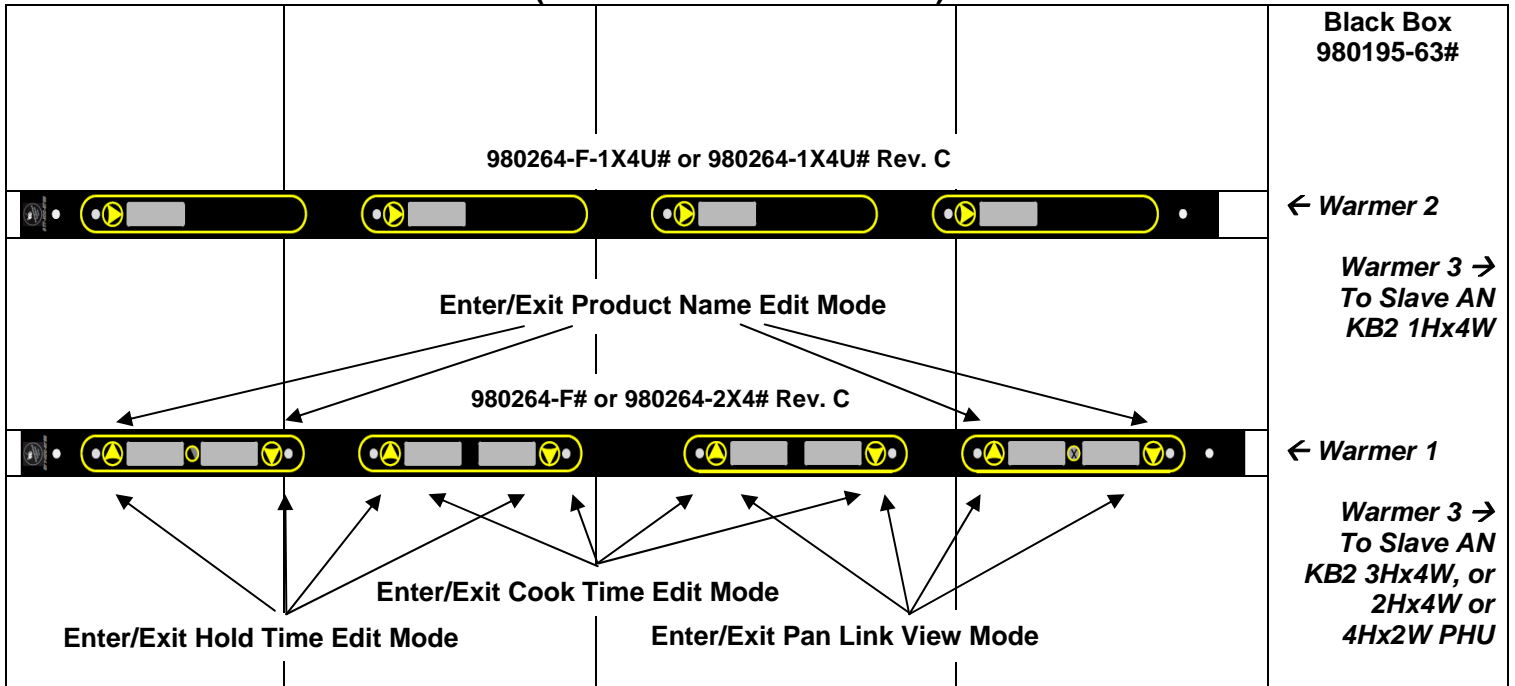 Black Box
980195-63#
980264-F-1X4U# or 980264-1X4U# Rev. C
← Warmer 2
Warmer 3 →
To Slave AN
KB2 1Hx4W
Enter/Exit Product Name Edit Mode
980264-F# or 980264-2X4# Rev. C
← Warmer 1
X
Warmer 3 →
To Slave AN
KB2 3Hx4W, or
2Hx4W or
4Hx2W PHU
Enter/Exit Cook Time Edit Mode
Enter/Exit Hold Time Edit Mode
Enter/Exit Pan Link View Mode